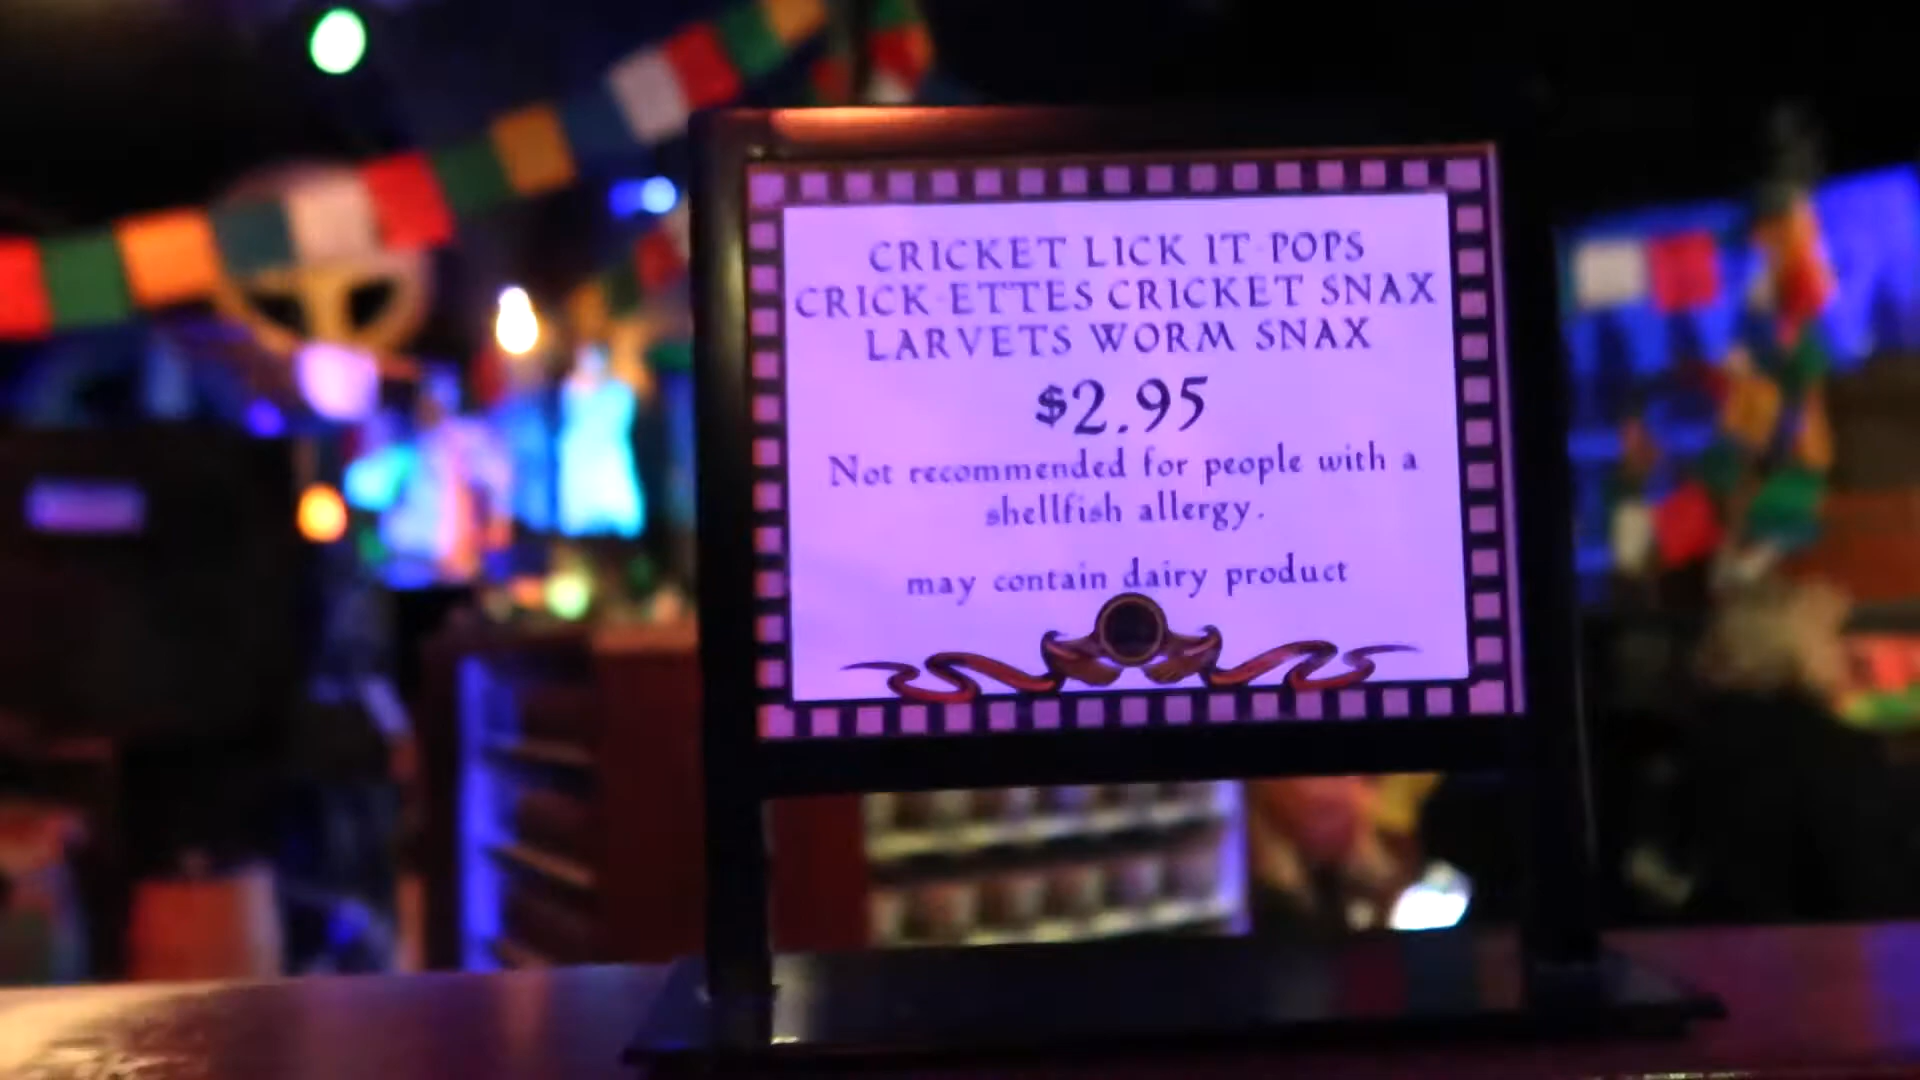 CRICKET LICK IT POPS
CRICK-ETTES CRICKET SNAX
LARVETS WORM SNAX
$2.95
Not recommended for people with a
shellfish allergy.
may contain dairy product